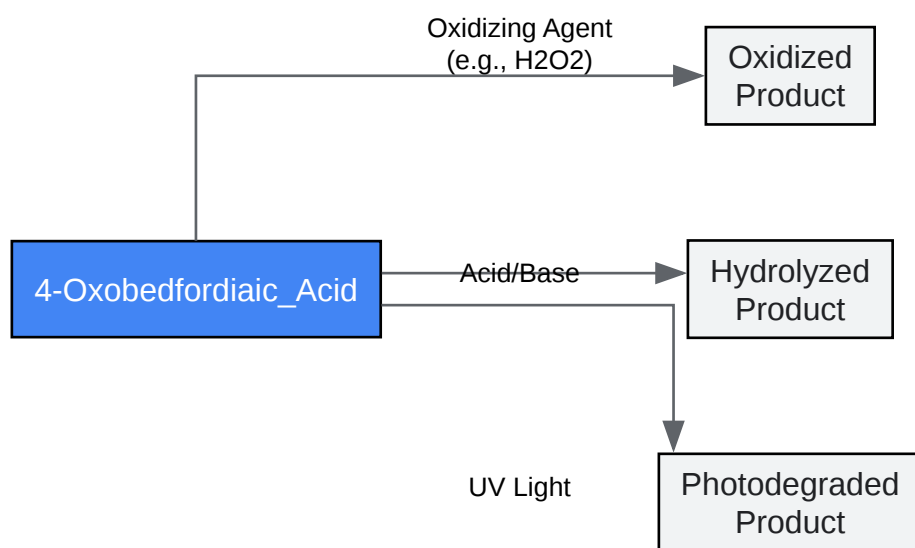 Oxidizing Agent
(e.g., H2O2)
Oxidized
Product
4-Oxobedfordiaic_Acid
Acid/Base
Hydrolyzed
Product
UV Light
Photodegraded
Product